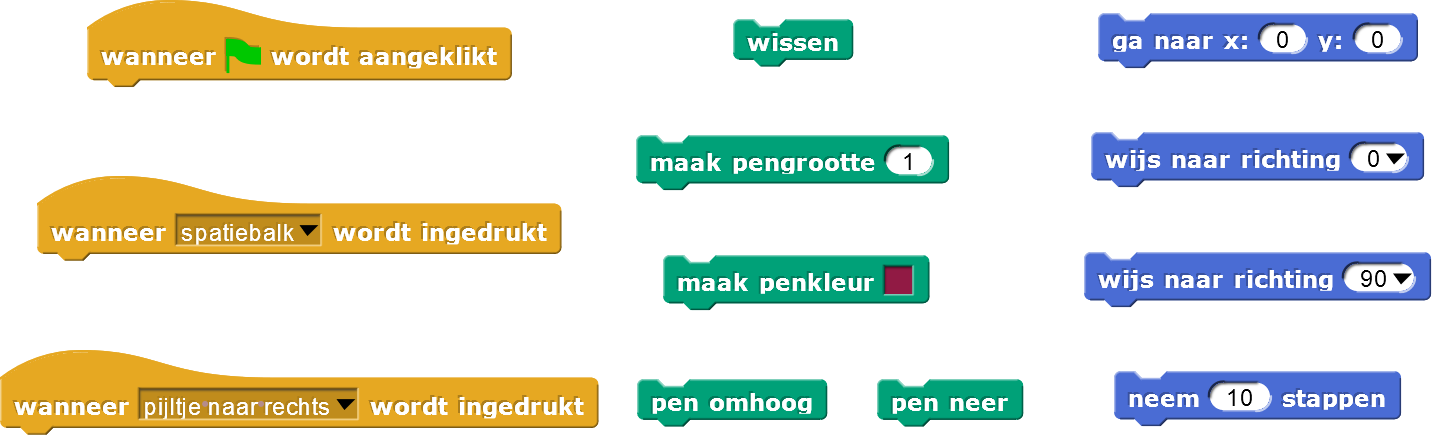 wanneer wordt aangeklikt
wissen
ga naar x: 0 y: 0
maak pengrootte 1
wijs naar richting 0
wanneer spatiebalk wordt ingedrukt
maak penkleur
wijs naar richting 90
wanneer pijltje naar rechts wordt ingedrukt
pen omhoog
pen neer
neem 10 stappen